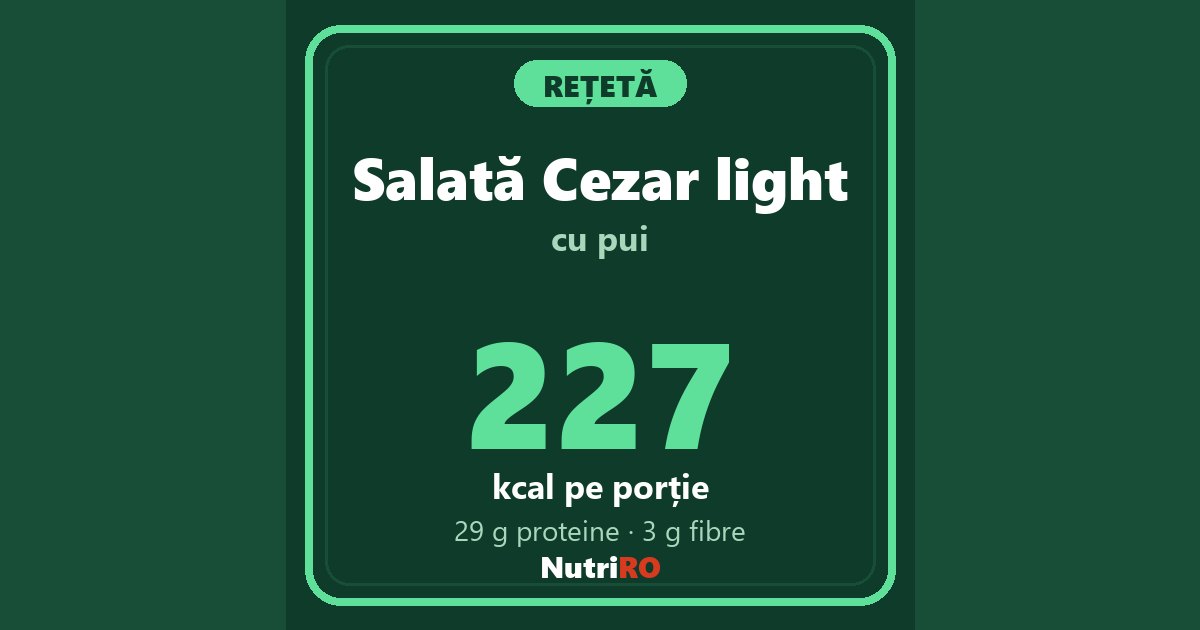 REȚETĂ
Salată Cezar light
cu pui
227
kcal pe porție
29 g proteine · 3 g fibre
NutriRO